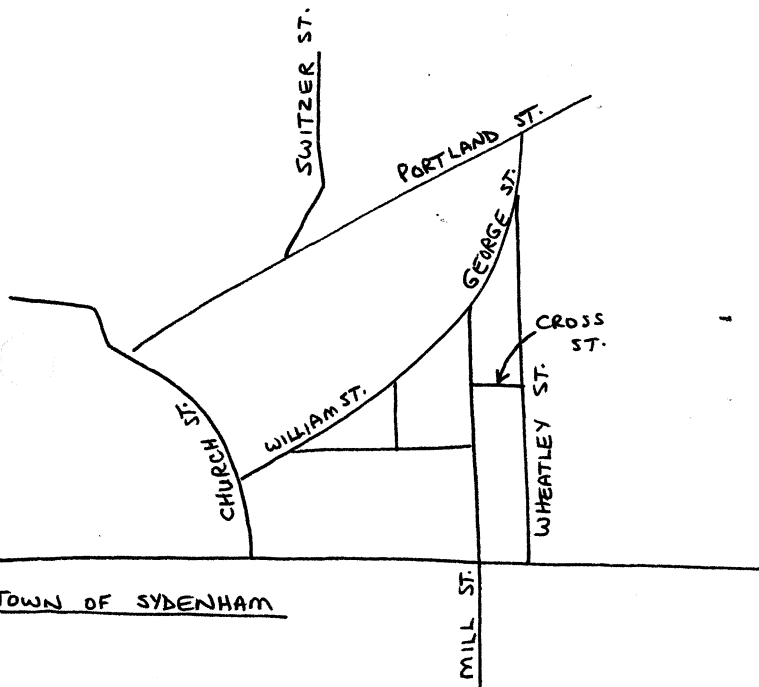 SWITZER ST.
PORTLAND ST.
GEORGE ST.
CROSS
ST.
WILLIAM ST.
CHURCH ST.
WHEATLEY ST.
TOWN OF SYDENHAM
MILL ST.